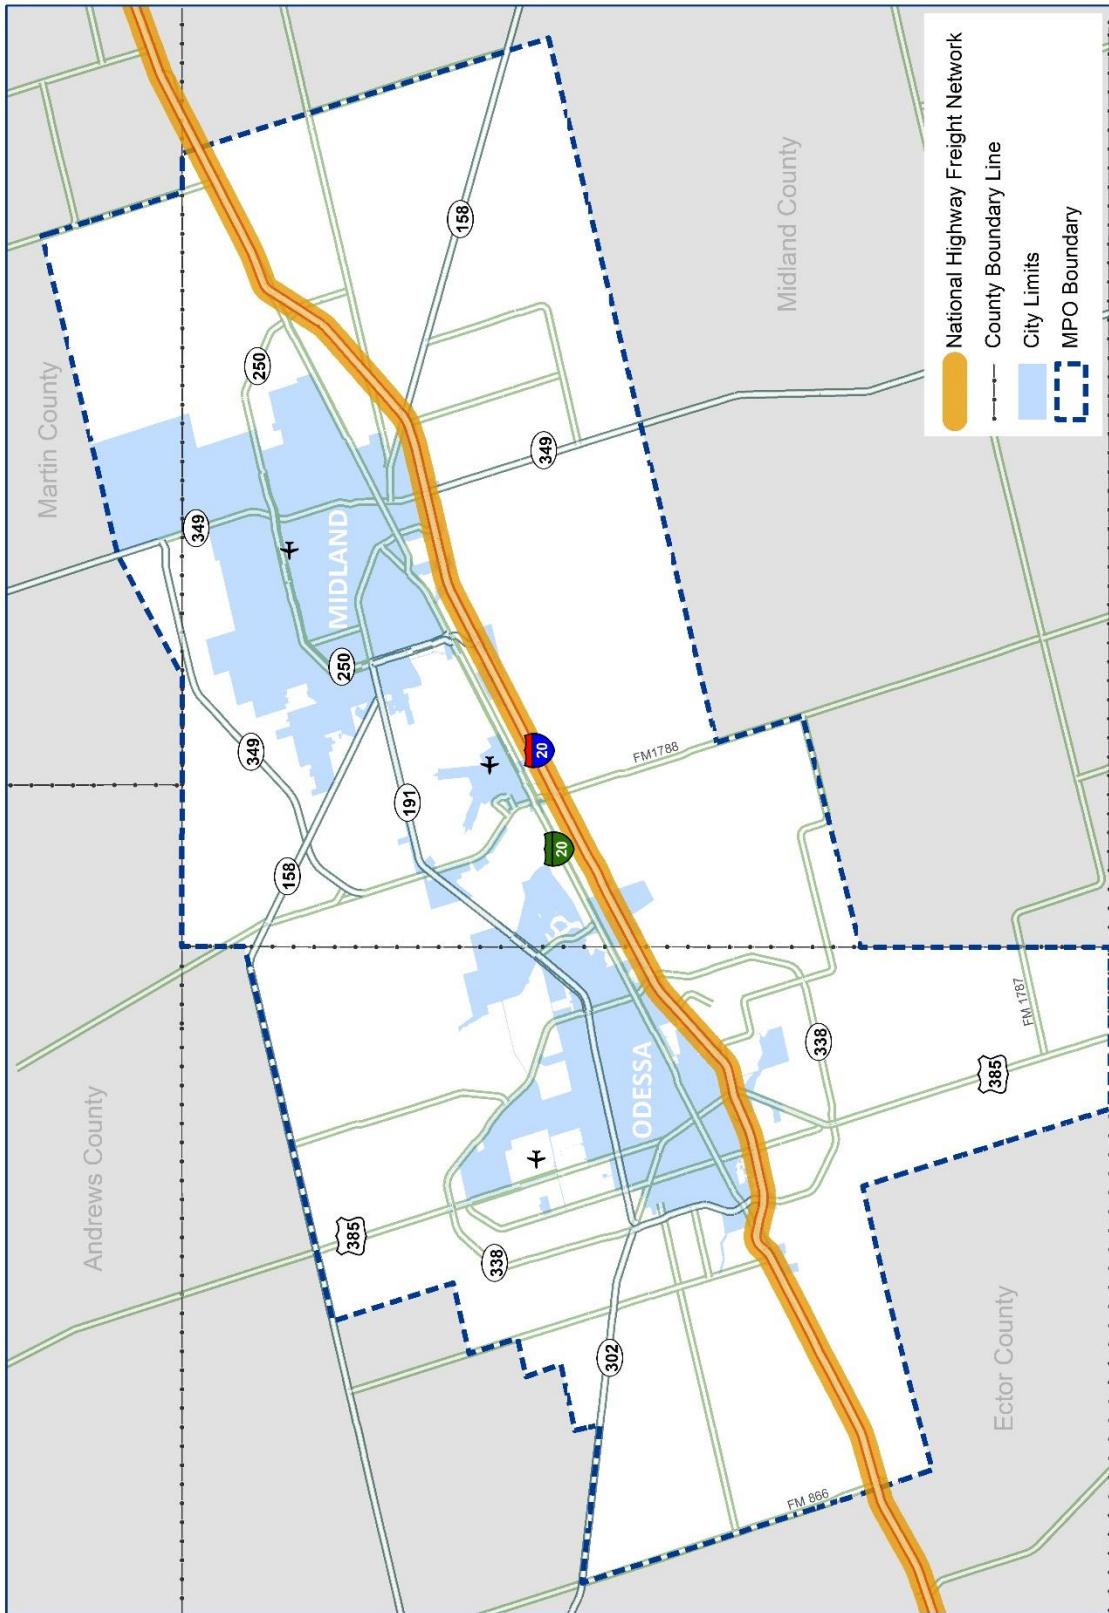 Andrews County
Martin County
385
158
349
349
250
338
191
250
MIDLAND
302
ODESSA
20
20
349
158
FM1788
FM 866
338
385
FM 1787
Ector County
Midland County
National Highway Freight Network
County Boundary Line
City Limits
MPO Boundary